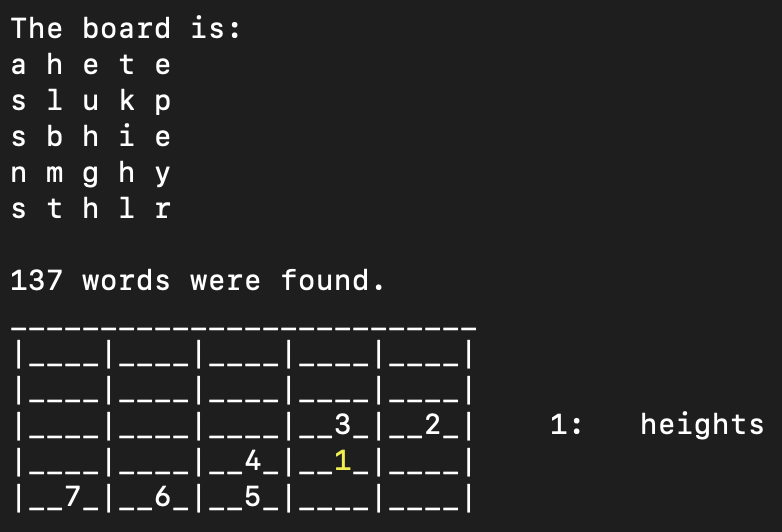 The board is:
a h e t e
s l u k p
s b h i e
n m g h y
s t h l r
137 words were found.
__________________________
|____|____|____|____|____|
|____|____|____|____|____|
|____|____|____|__3_|__2_| 1: heights
|____|____|__4_|__1_|____|
|__7_|__6_|__5_|____|____|